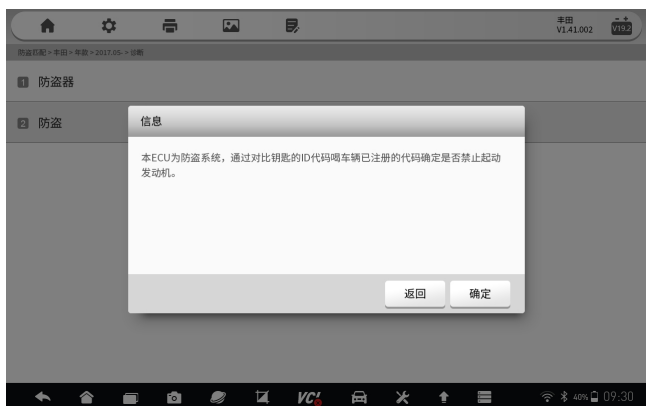 丰田
V1.41.002
V19.2
防盗匹配 > 丰田 > 年款 > 2017.05- > 诊断
1 防盗器
2 防盗
信息
本ECU为防盗系统，通过对比钥匙的ID代码喝车辆已注册的代码确定是否禁止起动
发动机。
返回 确定
VCI 40% 09:30